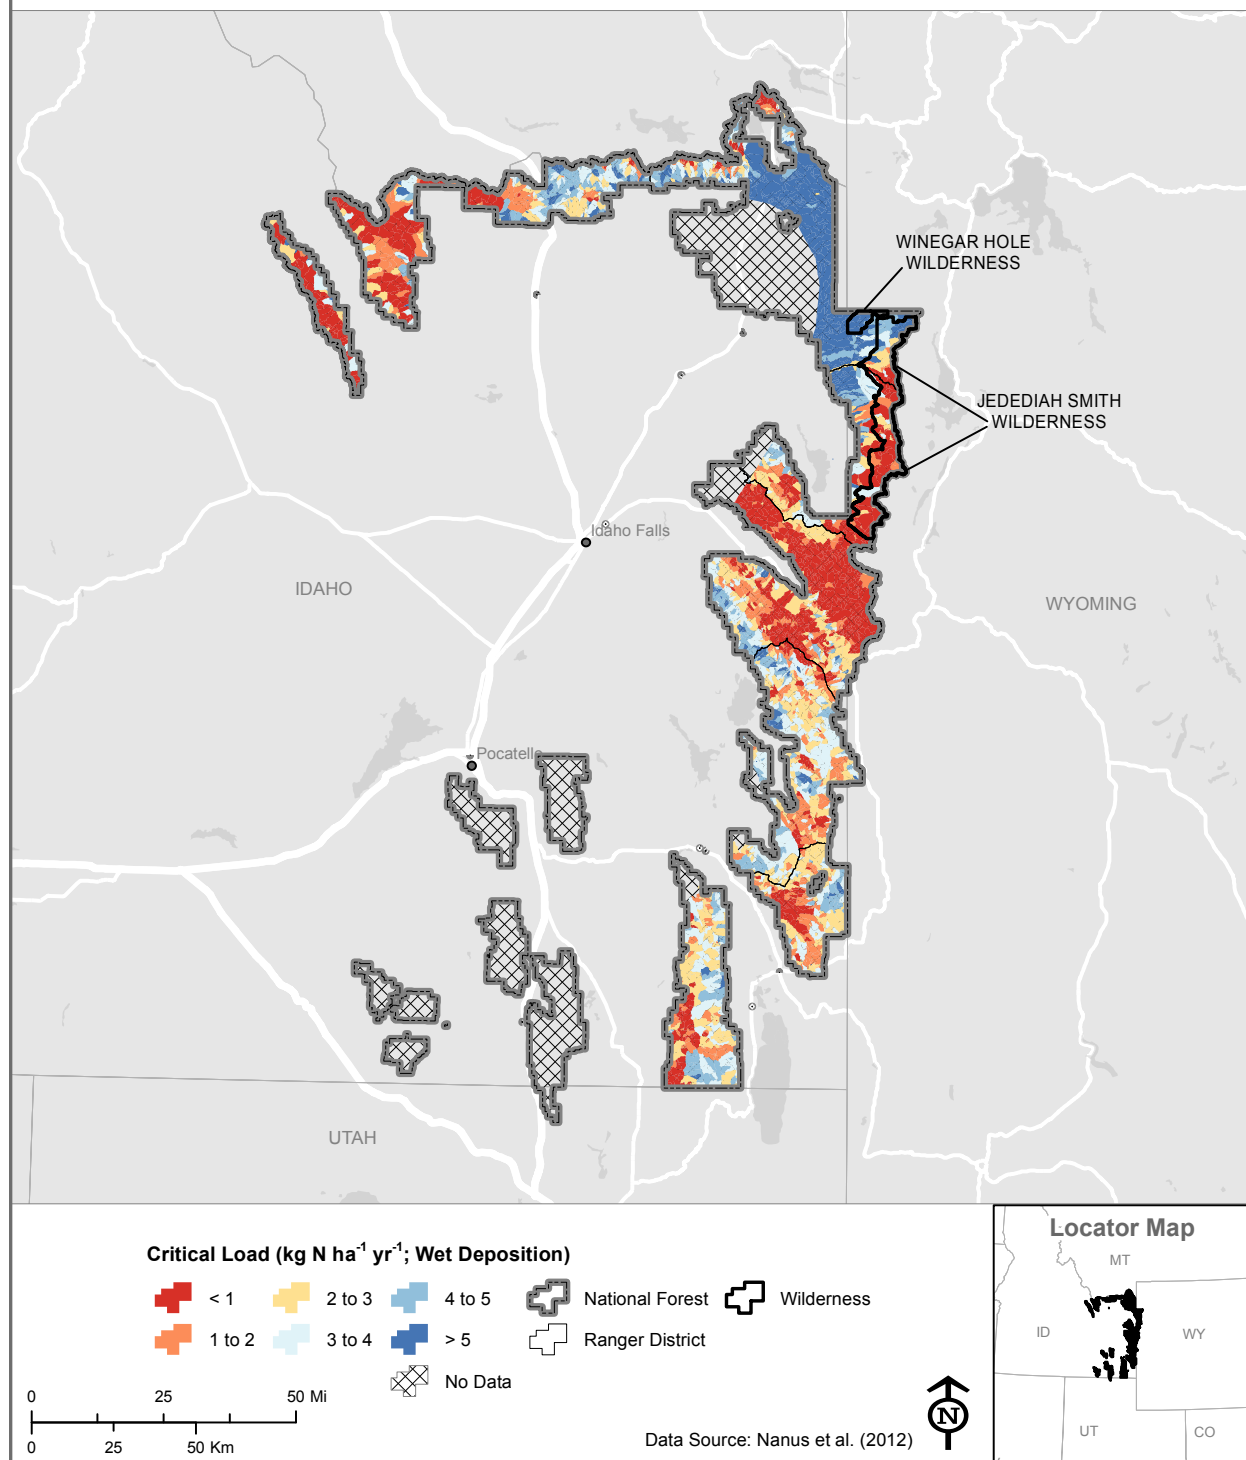 WINEGAR HOLE
WILDERNESS
JEDEDIAH SMITH
WILDERNESS
Idaho Falls
IDAHO
WYOMING
Pocatello
UTAH
Critical Load (kg N ha⁻¹ yr⁻¹; Wet Deposition)
< 1
2 to 3
4 to 5
National Forest
Wilderness
1 to 2
3 to 4
> 5
Ranger District
No Data
0 25 50 Mi
0 25 50 Km
Data Source: Nanus et al. (2012)
N
Locator Map
MT
ID
WY
UT
CO